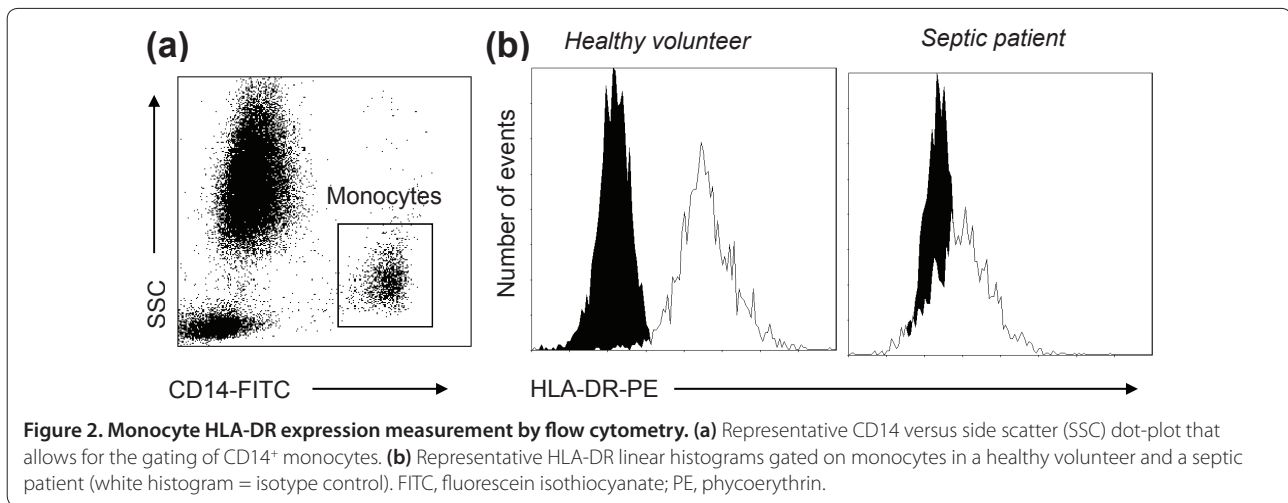 (a)
(b)
Healthy volunteer
Septic patient
Monocytes
SSC
Number of events
CD14-FITC
HLA-DR-PE
Figure 2. Monocyte HLA-DR expression measurement by flow cytometry. (a) Representative CD14 versus side scatter (SSC) dot-plot that
allows for the gating of CD14⁺ monocytes. (b) Representative HLA-DR linear histograms gated on monocytes in a healthy volunteer and a septic
patient (white histogram = isotype control). FITC, fluorescein isothiocyanate; PE, phycoerythrin.